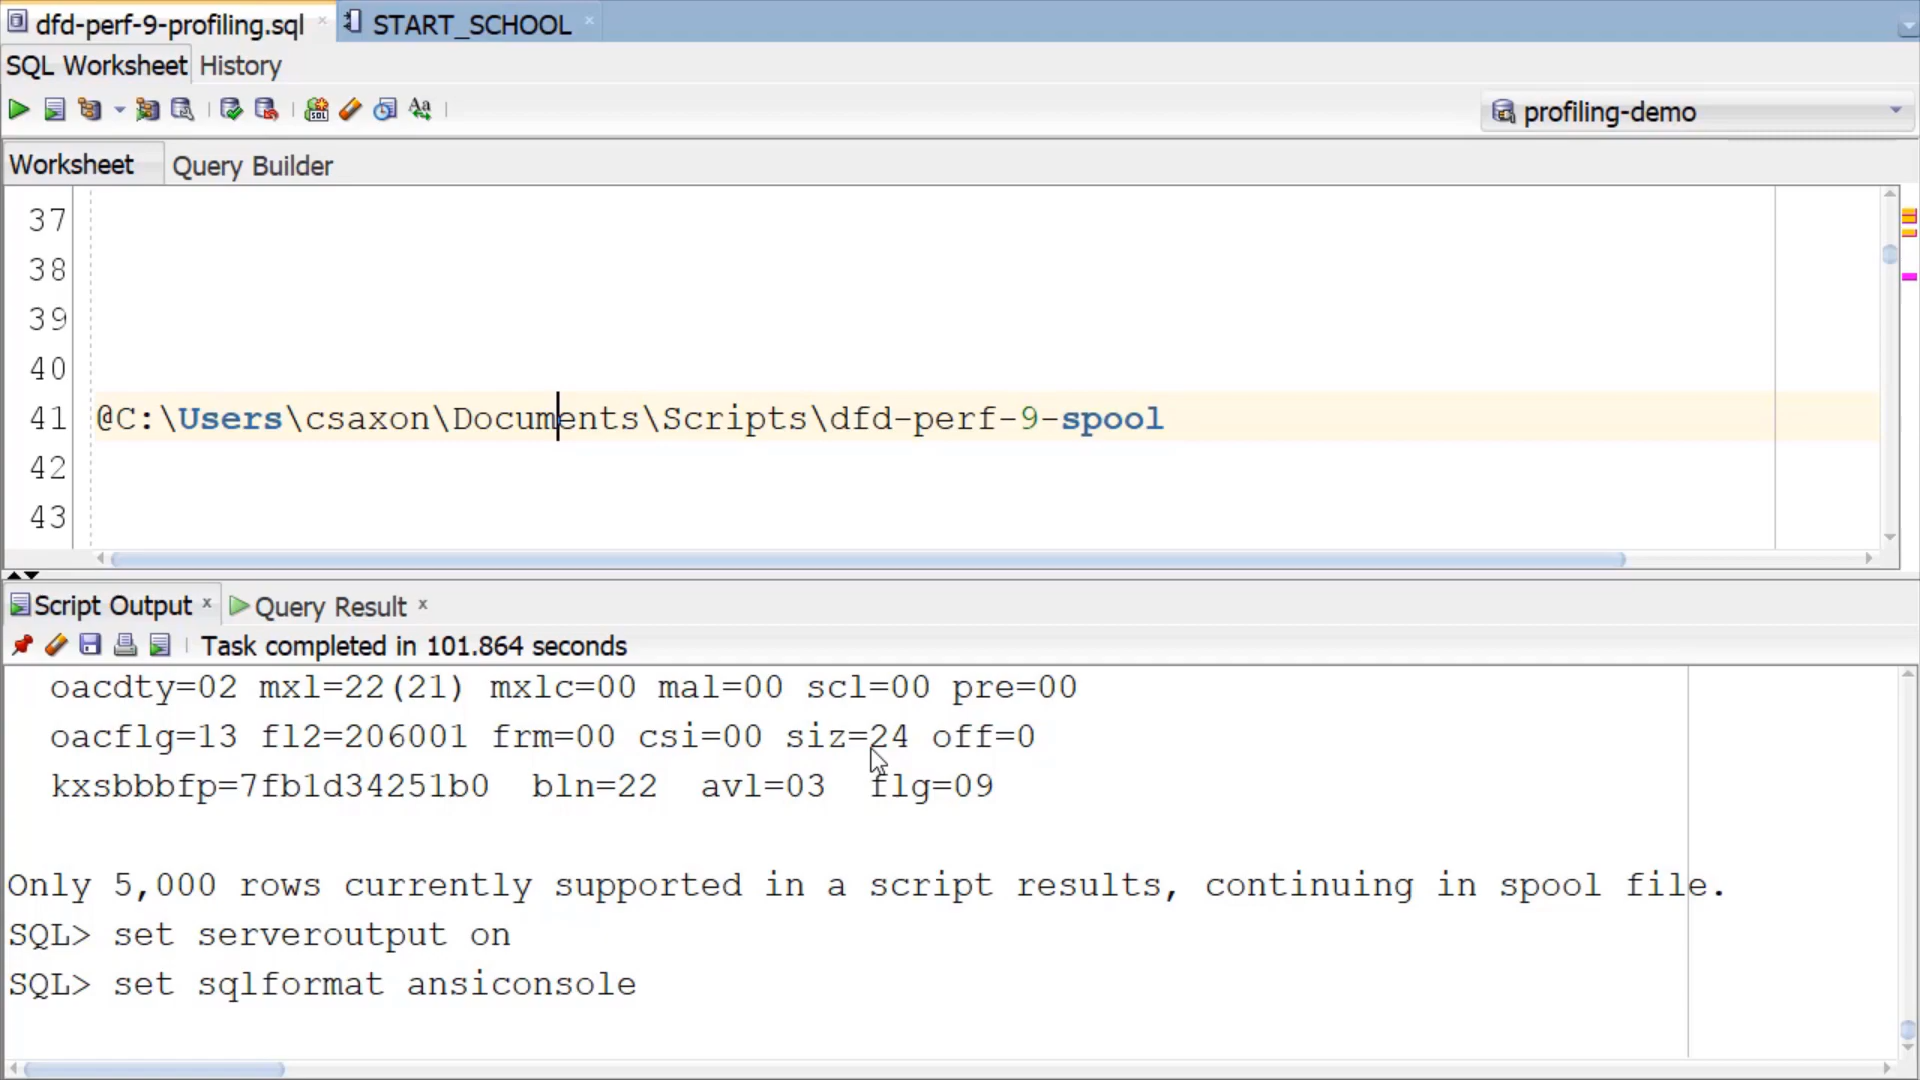 dfd-perf-9-profiling.sql × START_SCHOOL ×
SQL Worksheet History
profiling-demo
Worksheet Query Builder
37
38
39
40
41 @C:\Users\csaxon\Documents\Scripts\dfd-perf-9-spool
42
43
Script Output × Query Result ×
Task completed in 101.864 seconds
oacdty=02 mxl=22(21) mxlc=00 mal=00 scl=00 pre=00
oacflg=13 fl2=206001 frm=00 csi=00 siz=24 off=0
kxsbbbfp=7fb1d34251b0 bln=22 avl=03 flg=09
Only 5,000 rows currently supported in a script results, continuing in spool file.
SQL> set serveroutput on
SQL> set sqlformat ansiconsole